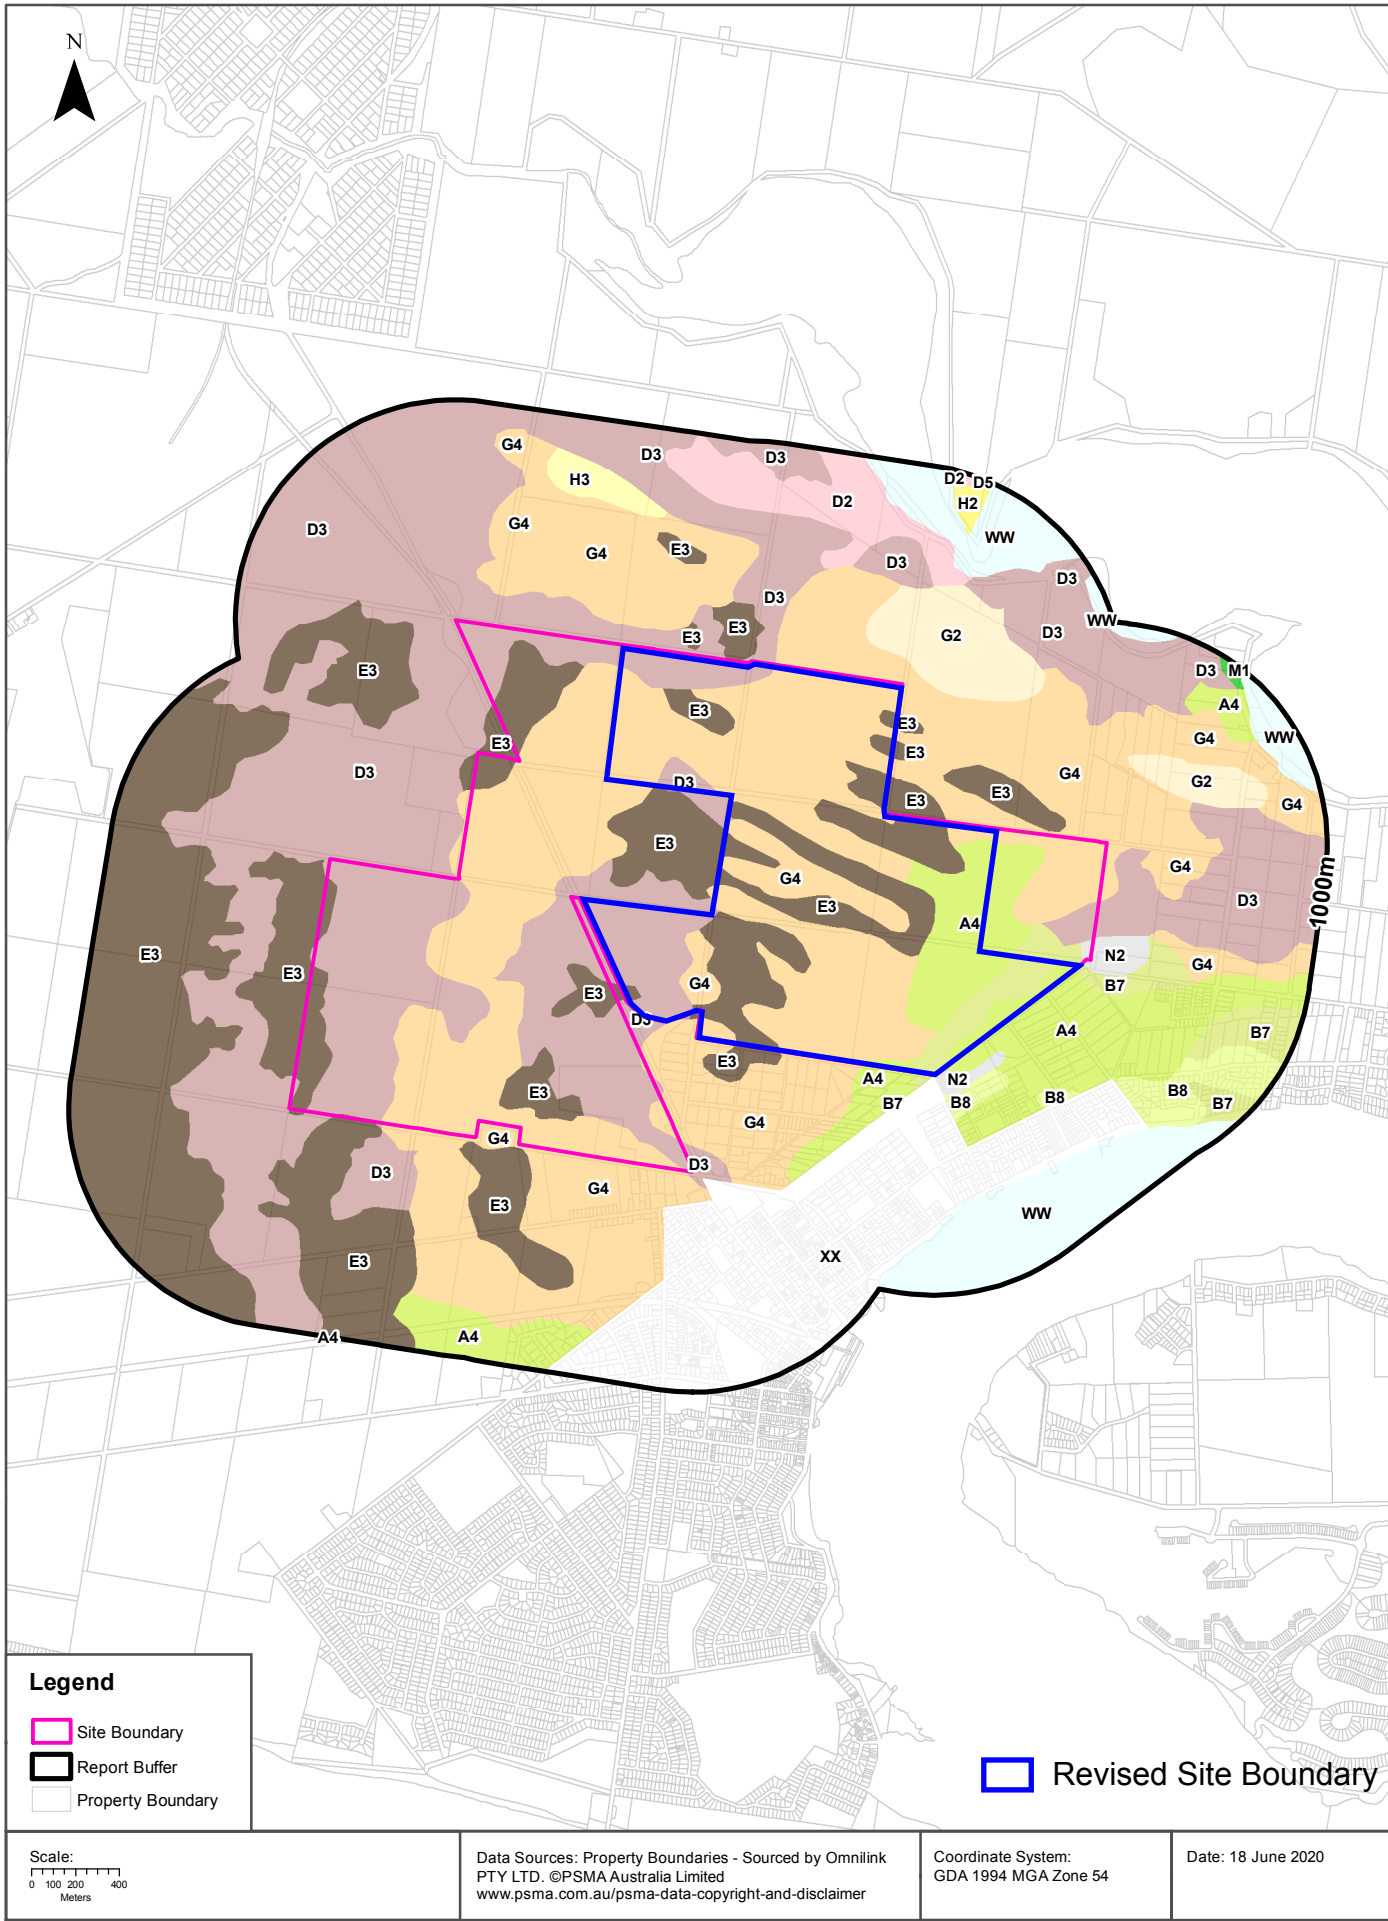 N
G4
D3
D3
H3
D2
D2
D5
H2
D3
G4
G4
E3
WW
D3
D3
D3
WW
E3
E3
G2
D3
E3
D3
M1
A4
E3
E3
E3
G4
WW
E3
D3
D3
E3
E3
G4
G2
G4
E3
G4
G4
D3
1000m
E3
A4
E3
E3
G4
N2
G4
B7
E3
D3
A4
B7
E3
A4
N2
E3
B7
B8
B8
B8
B7
G4
G4
D3
D3
G4
E3
WW
E3
XX
A4
A4
Legend
Site Boundary
Report Buffer
Property Boundary
Revised Site Boundary
Scale:
0 100 200 400
Meters
Data Sources: Property Boundaries - Sourced by Omnilink
PTY LTD. ©PSMA Australia Limited
www.psma.com.au/psma-data-copyright-and-disclaimer
Coordinate System:
GDA 1994 MGA Zone 54
Date: 18 June 2020